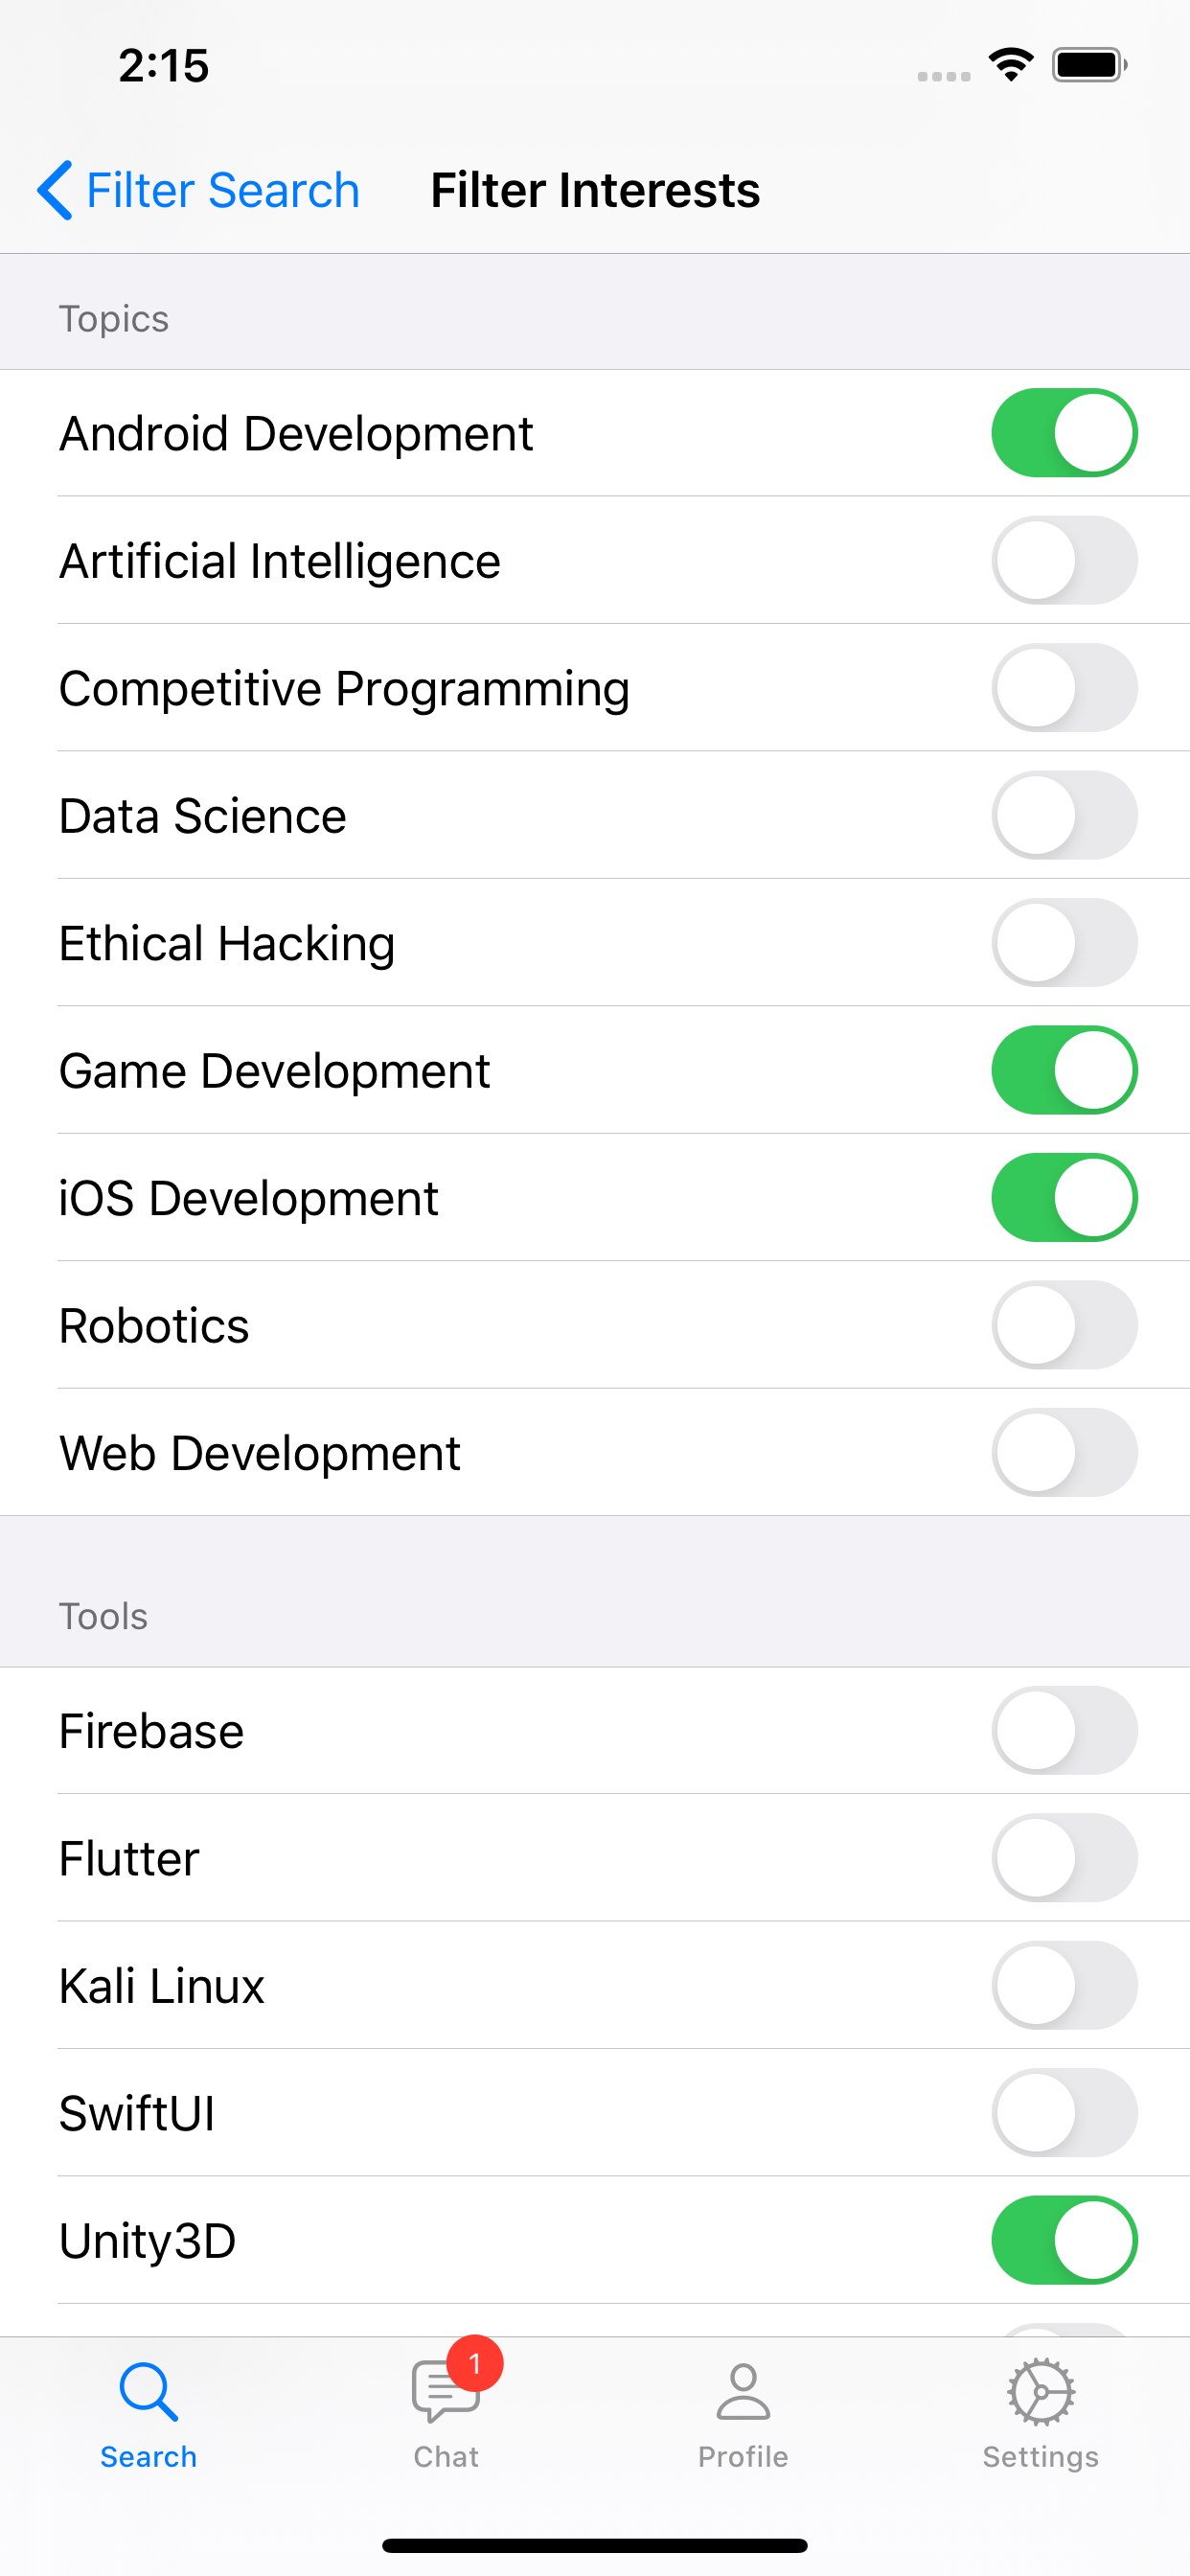 2:15
Filter Search
Filter Interests
Topics
Android Development
Artificial Intelligence
Competitive Programming
Data Science
Ethical Hacking
Game Development
iOS Development
Robotics
Web Development
Tools
Firebase
Flutter
Kali Linux
SwiftUI
Unity3D
1
Search
Chat
Profile
Settings